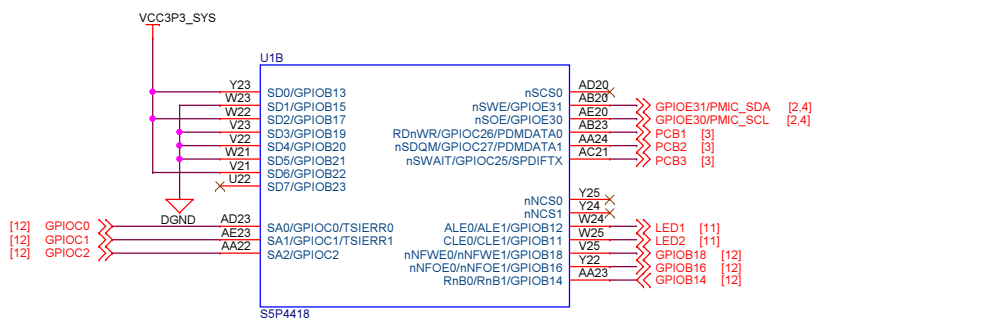 VCC3P3_SYS
U1B
Y23 SD0/GPIOB13 nSCS0 AD20
W23 SD1/GPIOB15 nSWE/GPIOE31 AB20 GPIOE31/PMIC_SDA [2,4]
W22 SD2/GPIOB17 nSOE/GPIOE30 AE20 GPIOE30/PMIC_SCL [2,4]
V23 SD3/GPIOB19 RDnWR/GPIOC26/PDMDATA0 AB23 PCB1 [3]
V22 SD4/GPIOB20 nSDQM/GPIOC27/PDMDATA1 AA24 PCB2 [3]
W21 SD5/GPIOB21 nSWAIT/GPIOC25/SPDIFTX AC21 PCB3 [3]
V21 SD6/GPIOB22
U22 SD7/GPIOB23
nNCS0 Y25
DGND nNCS1 Y24
[12] GPIOC0 AD23 SA0/GPIOC0/TSIERR0 ALE0/ALE1/GPIOB12 W24 LED1 [11]
[12] GPIOC1 AE23 SA1/GPIOC1/TSIERR1 CLE0/CLE1/GPIOB11 W25 LED2 [11]
[12] GPIOC2 AA22 SA2/GPIOC2 nNFWE0/nNFWE1/GPIOB18 V25 GPIOB18 [12]
nNFOE0/nNFOE1/GPIOB16 Y22 GPIOB16 [12]
RnB0/RnB1/GPIOB14 AA23 GPIOB14 [12]
S5P4418